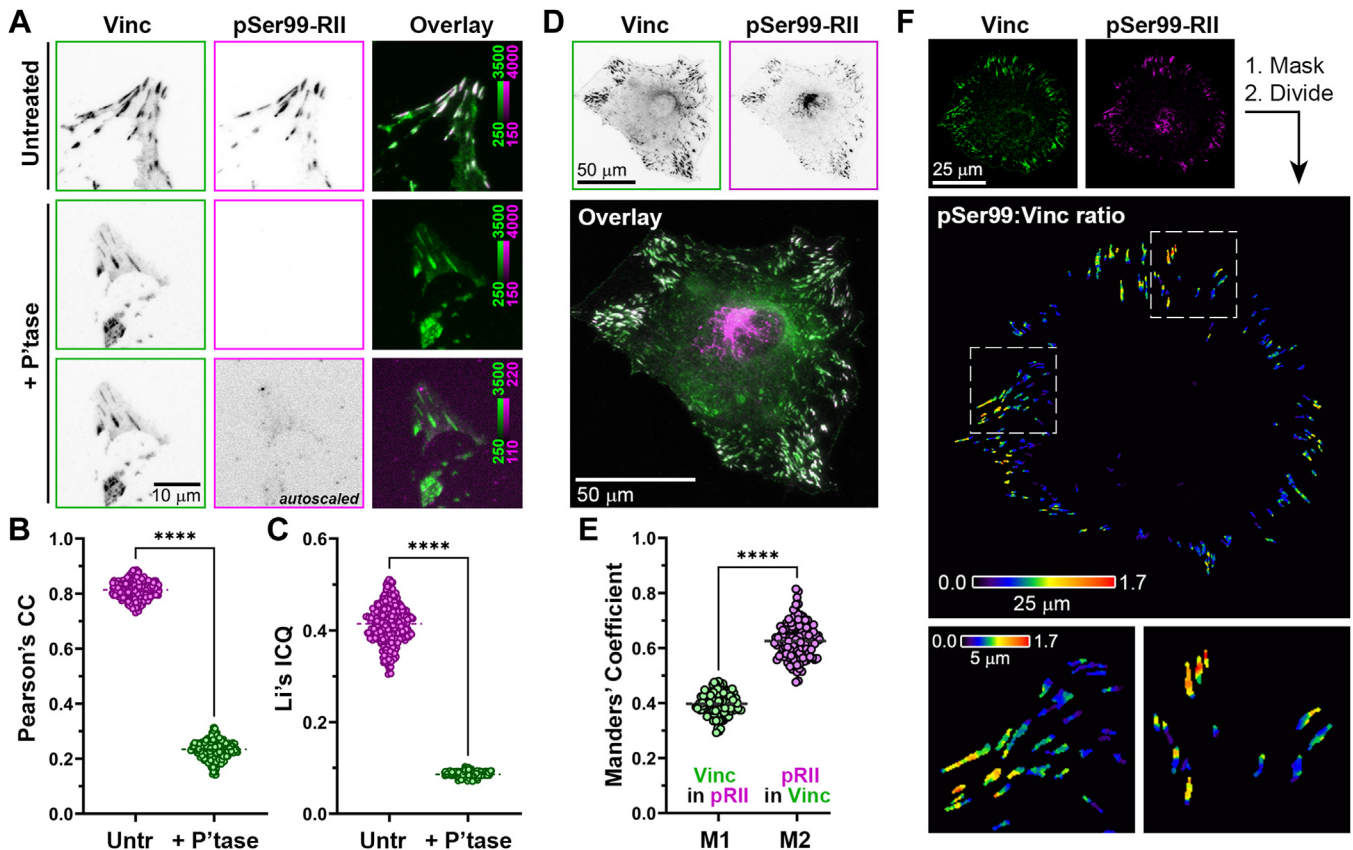 A
Vinc
pSer99-RII
Overlay
Untreated
3500
4000
250
150
+ P'tase
3500
4000
250
150
3500
220
250
110
10 μm
autoscaled
B
Pearson's CC
****
1.0
0.8
0.6
0.4
0.2
0.0
Untr
+ P'tase
C
Li's ICQ
****
0.6
0.4
0.2
0.0
Untr
+ P'tase
D
Vinc
pSer99-RII
50 μm
Overlay
50 μm
E
Manders' Coefficient
****
1.0
0.8
0.6
0.4
0.2
0.0
Vinc
in pRII
pRII
in Vinc
M1
M2
F
Vinc
pSer99-RII
1. Mask
2. Divide
25 μm
pSer99:Vinc ratio
0.0
1.7
25 μm
0.0
1.7
5 μm